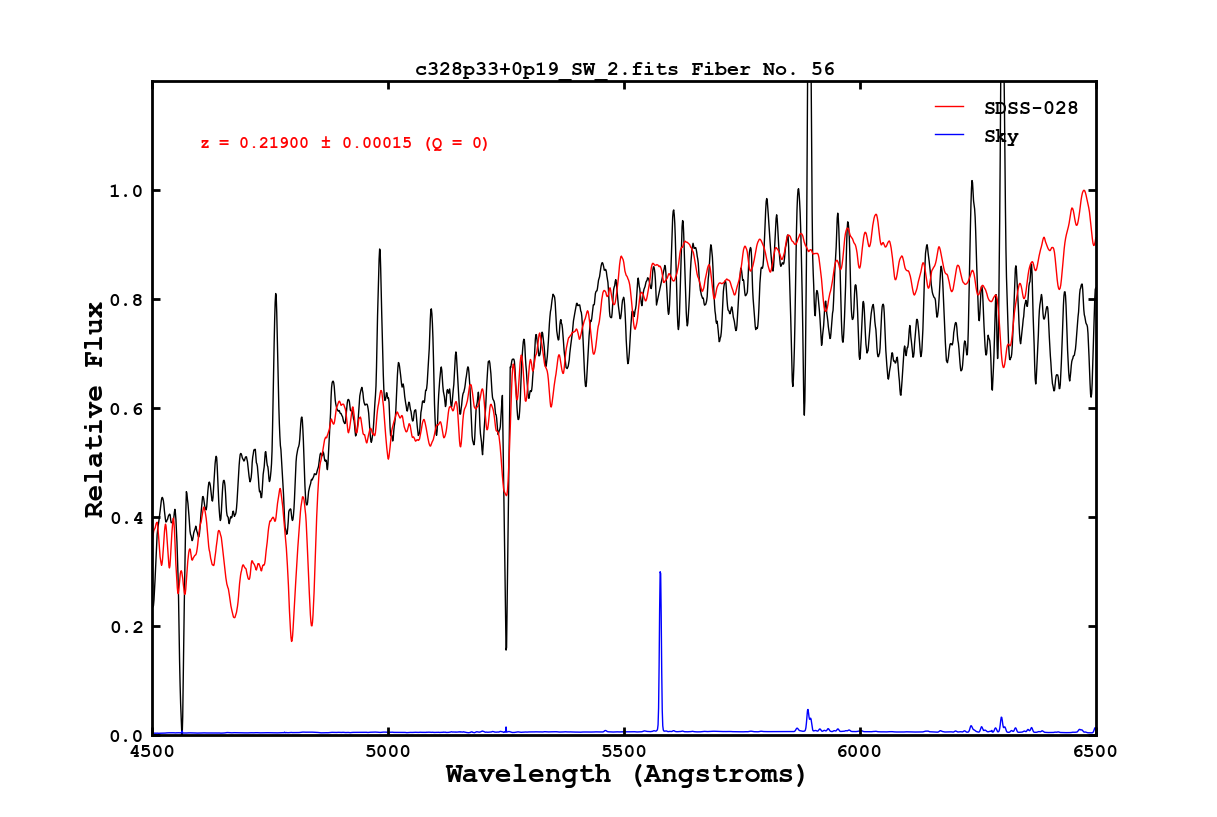 c328p33+0p19_SW_2.fits Fiber No. 56
SDSS-028
Sky
z = 0.21900 ± 0.00015 (Q = 0)
Relative Flux
1.0
0.8
0.6
0.4
0.2
0.0
4500 5000 5500 6000 6500
Wavelength (Angstroms)